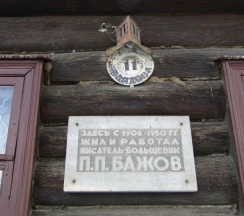 11
ЗДЕСЬ С 1906-1950 ГГ.
ЖИЛ И РАБОТАЛ
ПИСАТЕЛЬ-БОЛЬШЕВИК
П.П. БАЖОВ